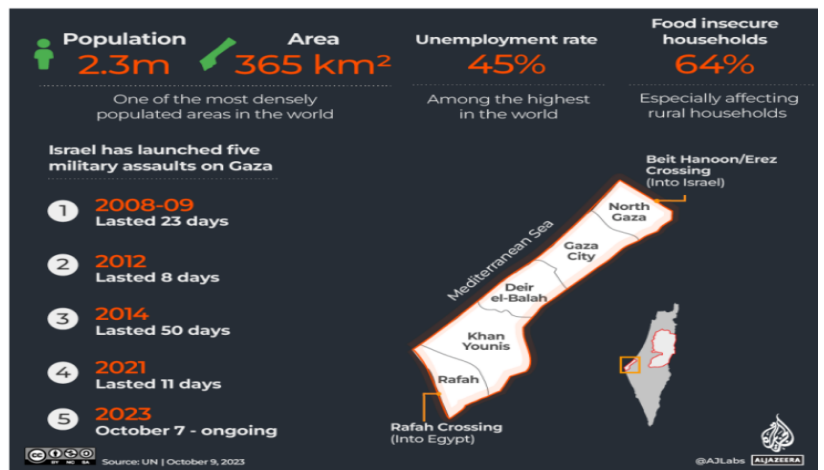 Population
2.3m
Area
365 km²
One of the most densely
populated areas in the world
Unemployment rate
45%
Among the highest
in the world
Food insecure
households
64%
Especially affecting
rural households
Israel has launched five
military assaults on Gaza
1
2008-09
Lasted 23 days
2
2012
Lasted 8 days
3
2014
Lasted 50 days
4
2021
Lasted 11 days
5
2023
October 7 - ongoing
Beit Hanoon/Erez
Crossing
(Into Israel)
North
Gaza
Gaza
City
Mediterranean Sea
Deir
el-Balah
Khan
Younis
Rafah
Rafah Crossing
(Into Egypt)
cc
BY NC SA
Source: UN | October 9, 2023
@AJLabs
ALJAZEERA